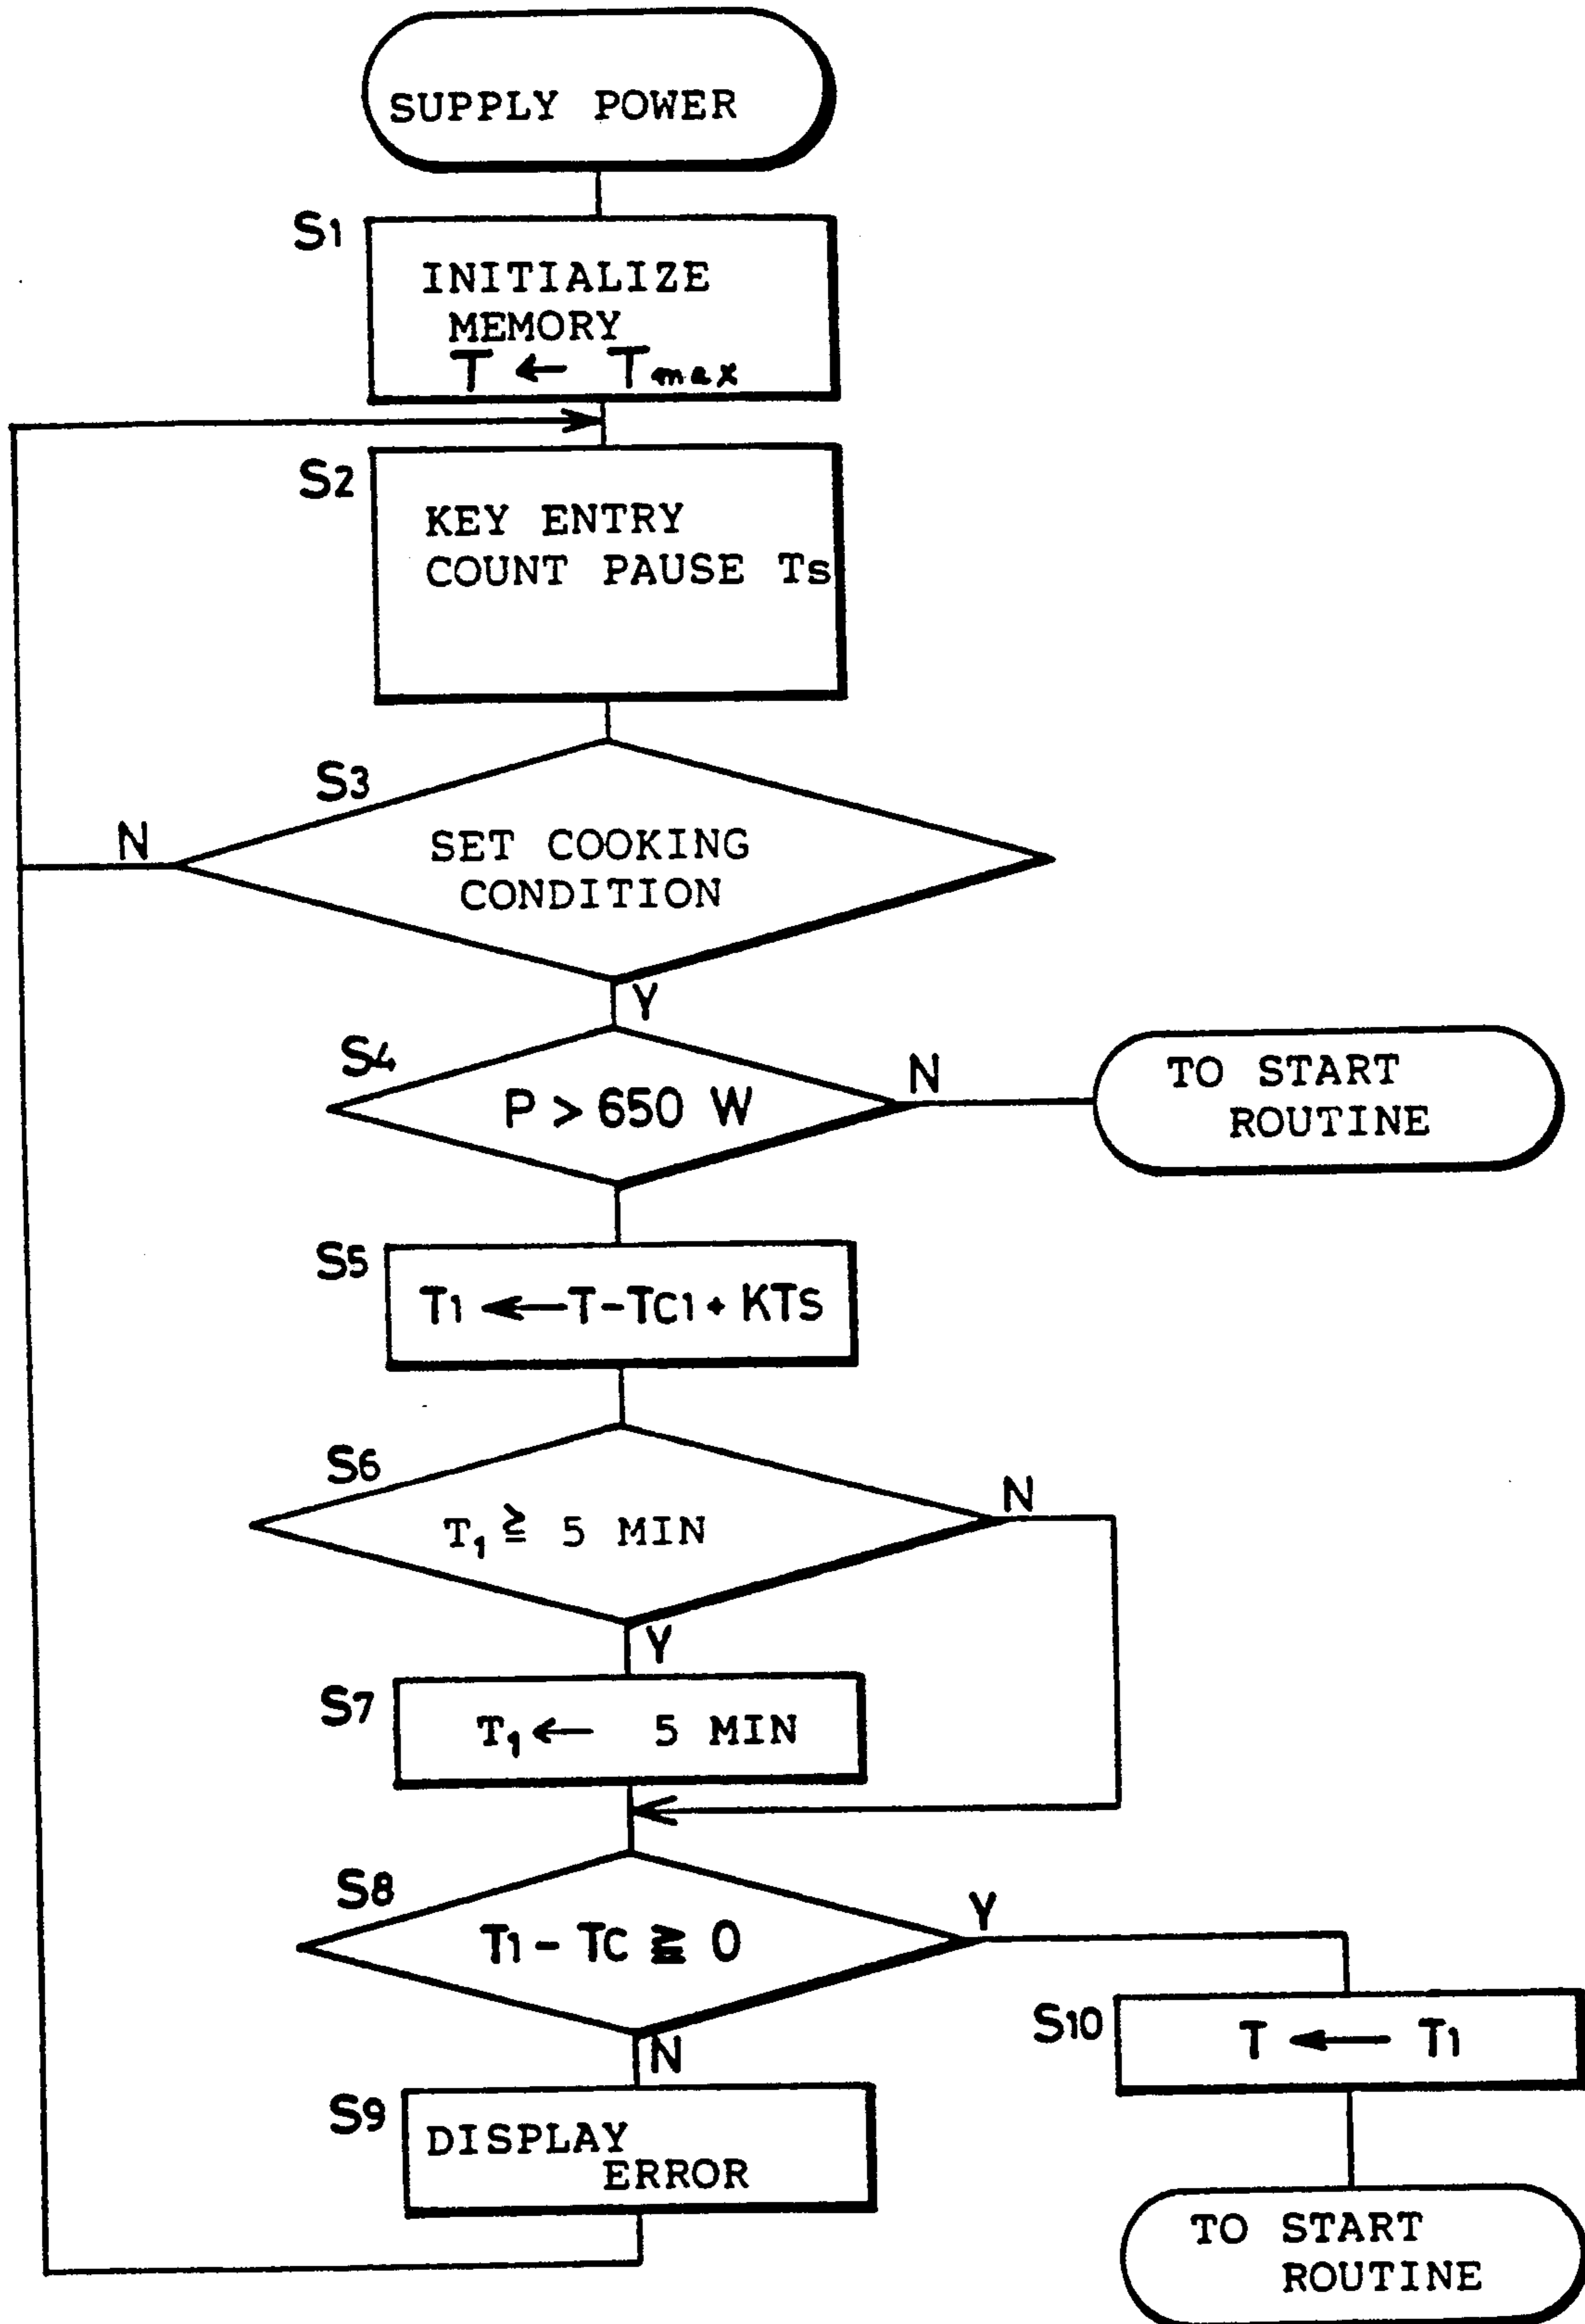 SUPPLY POWER
S1
INITIALIZE
MEMORY
T ← Tmax
S2
KEY ENTRY
COUNT PAUSE Ts
S3
N
SET COOKING
CONDITION
Y
S4
P > 650 W
N
TO START
ROUTINE
S5
T1 ← T - TC1 + KTs
S6
T1 ≧ 5 MIN
N
Y
S7
T1 ← 5 MIN
S8
T1 - TC ≧ 0
Y
N
S10
T ← T1
S9
DISPLAY
ERROR
TO START
ROUTINE